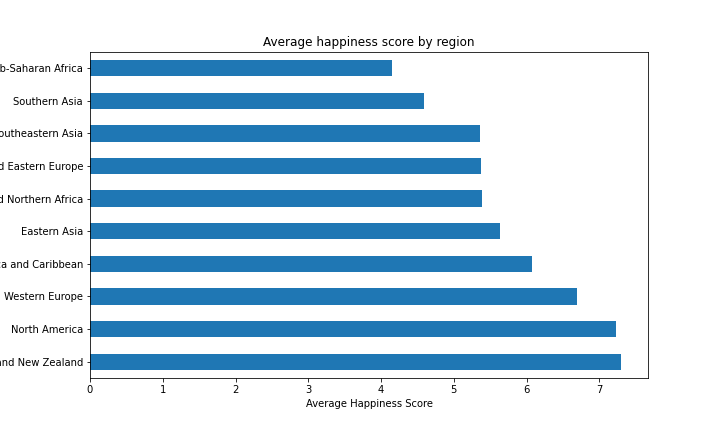 Average happiness score by region
b-Saharan Africa
Southern Asia
outheastern Asia
d Eastern Europe
d Northern Africa
Eastern Asia
a and Caribbean
Western Europe
North America
and New Zealand
0 1 2 3 4 5 6 7
Average Happiness Score